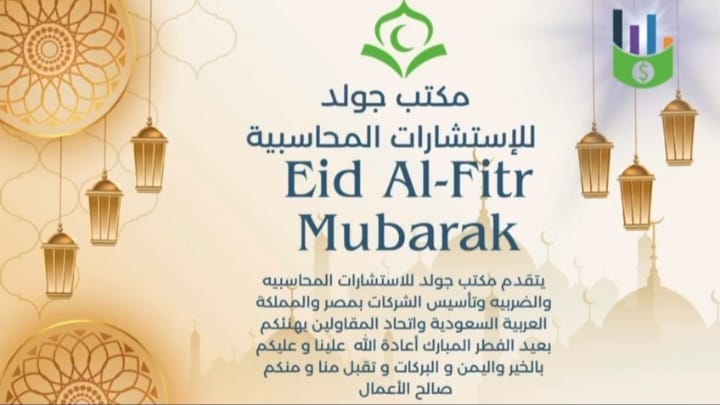 مكتب جولد
للإستشارات المحاسبية
Eid Al-Fitr
Mubarak
يتقدم مكتب جولد للاستشارات المحاسبيه
والضريبه وتأسيس الشركات بمصر والمملكة
العربية السعودية واتحاد المقاولين يهنئكم
بعيد الفطر المبارك أعادة الله علينا و عليكم
بالخير واليمن و البركات و تقبل منا و منكم
صالح الأعمال